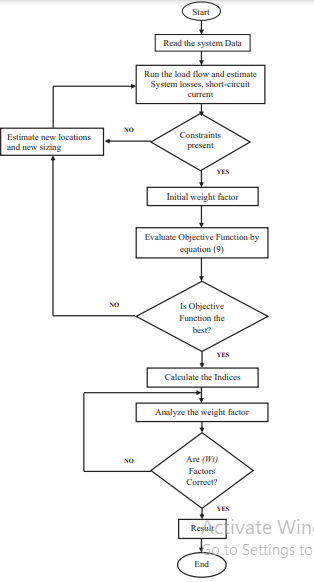 Start
Read the system Data
Run the load flow and estimate
System losses, short-circuit
current
NO
Constraints
present
Estimate new locations
and new sizing
YES
Initial weight factor
Evaluate Objective Function by
equation (9)
NO
Is Objective
Function the
best?
YES
Calculate the Indices
Analyze the weight factor
NO
Are (Wt)
Factors
Correct?
YES
Result
Activate Win
Go to Settings to
End